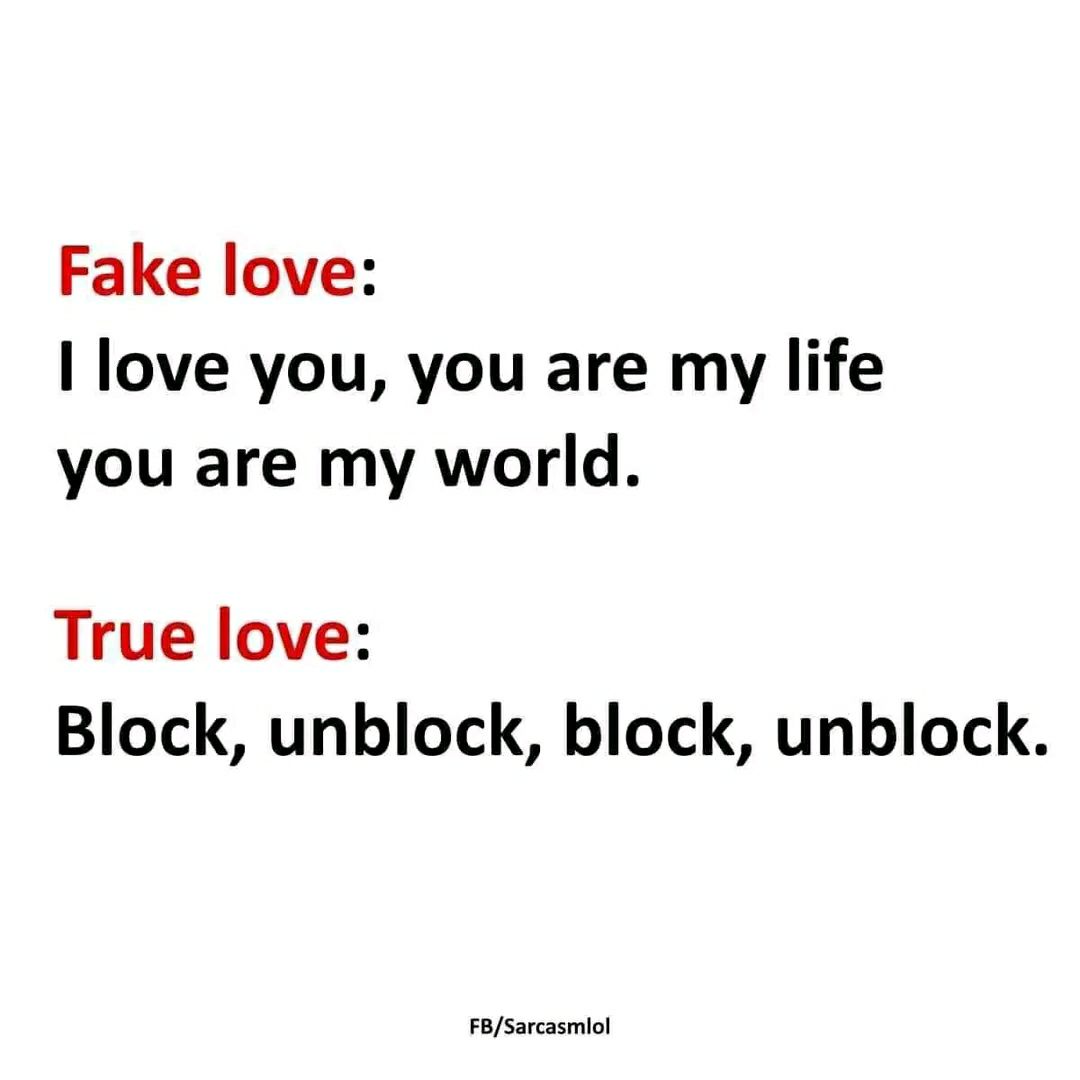 Fake love:
I love you, you are my life
you are my world.
True love:
Block, unblock, block, unblock.
FB/Sarcasmlol